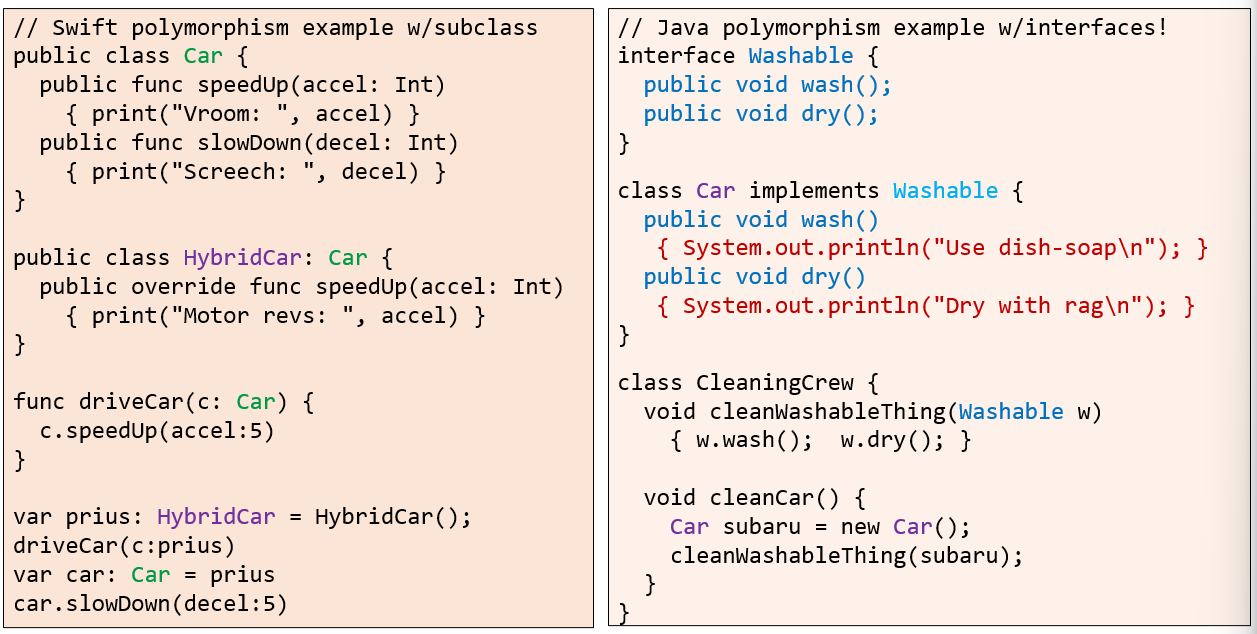 // Swift polymorphism example w/subclass
public class Car {
  public func speedUp(accel: Int)
    { print("Vroom: ", accel) }
  public func slowDown(decel: Int)
    { print("Screech: ", decel) }
}

public class HybridCar: Car {
  public override func speedUp(accel: Int)
    { print("Motor revs: ", accel) }
}

func driveCar(c: Car) {
  c.speedUp(accel:5)
}

var prius: HybridCar = HybridCar();
driveCar(c:prius)
var car: Car = prius
car.slowDown(decel:5)

// Java polymorphism example w/interfaces!
interface Washable {
  public void wash();
  public void dry();
}

class Car implements Washable {
  public void wash()
   { System.out.println("Use dish-soap\n"); }
  public void dry()
   { System.out.println("Dry with rag\n"); }
}

class CleaningCrew {
  void cleanWashableThing(Washable w)
    { w.wash();  w.dry(); }

  void cleanCar() {
    Car subaru = new Car();
    cleanWashableThing(subaru);
  }
}